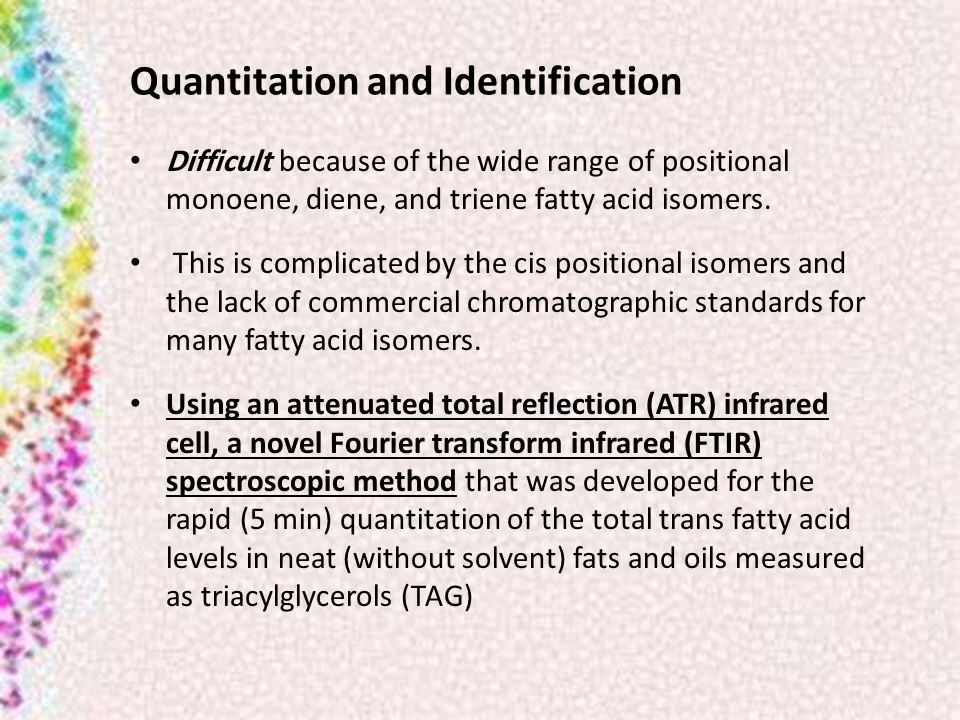 Quantitation and Identification
• Difficult because of the wide range of positional
monoene, diene, and triene fatty acid isomers.
• This is complicated by the cis positional isomers and
the lack of commercial chromatographic standards for
many fatty acid isomers.
• Using an attenuated total reflection (ATR) infrared
cell, a novel Fourier transform infrared (FTIR)
spectroscopic method that was developed for the
rapid (5 min) quantitation of the total trans fatty acid
levels in neat (without solvent) fats and oils measured
as triacylglycerols (TAG)